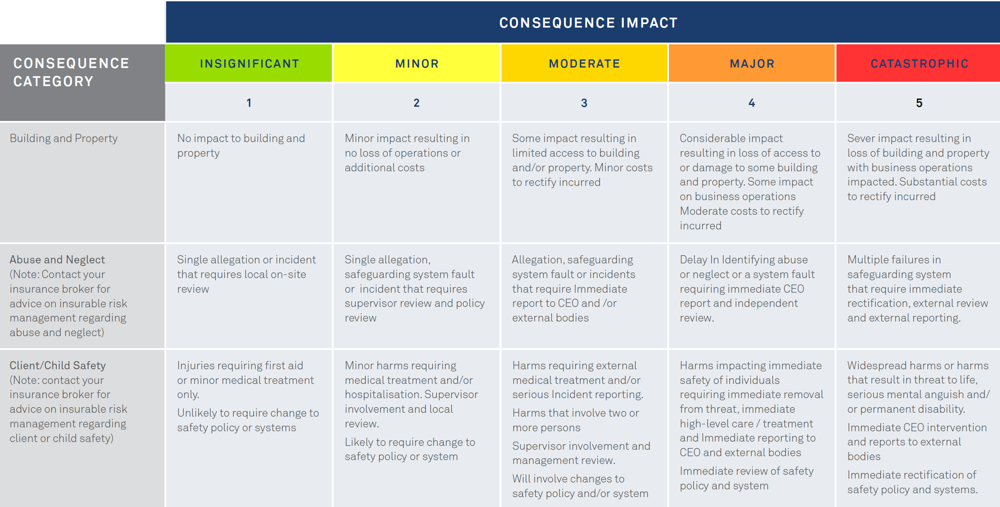 CONSEQUENCE IMPACT
CONSEQUENCE
CATEGORY
INSIGNIFICANT
MINOR
MODERATE
MAJOR
CATASTROPHIC
1
2
3
4
5
Building and Property
No impact to building and
property
Minor impact resulting in
no loss of operations or
additional costs
Some impact resulting in
limited access to building
and/or property. Minor costs
to rectify incurred
Considerable impact
resulting in loss of access to
or damage to some building
and property. Some impact
on business operations
Moderate costs to rectify
incurred
Sever impact resulting in
loss of building and property
with business operations
impacted. Substantial costs
to rectify incurred
Abuse and Neglect
(Note: Contact your
insurance broker for
advice on insurable risk
management regarding
abuse and neglect)
Single allegation or incident
that requires local on-site
review
Single allegation,
safeguarding system fault
or incident that requires
supervisor review and policy
review
Allegation, safeguarding
system fault or incidents
that require Immediate
report to CEO and /or
external bodies
Delay In Identifying abuse
or neglect or a system fault
requiring immediate CEO
report and independent
review.
Multiple failures in
safeguarding system
that require immediate
rectification, external review
and external reporting.
Client/Child Safety
(Note: contact your
insurance broker for
advice on insurable risk
management regarding
client or child safety)
Injuries requiring first aid
or minor medical treatment
only.
Unlikely to require change to
safety policy or systems
Minor harms requiring
medical treatment and/or
hospitalisation. Supervisor
involvement and local
review.
Likely to require change to
safety policy or system
Harms requiring external
medical treatment and/or
serious Incident reporting.
Harms that involve two or
more persons
Supervisor involvement and
management review.
Will involve changes to
safety policy and/or system
Harms impacting immediate
safety of individuals
requiring immediate removal
from threat, immediate
high-level care / treatment
and Immediate reporting to
CEO and external bodies
Immediate review of safety
policy and system
Widespread harms or harms
that result in threat to life,
serious mental anguish and/
or permanent disability.
Immediate CEO intervention
and reports to external
bodies
Immediate rectification of
safety policy and systems.